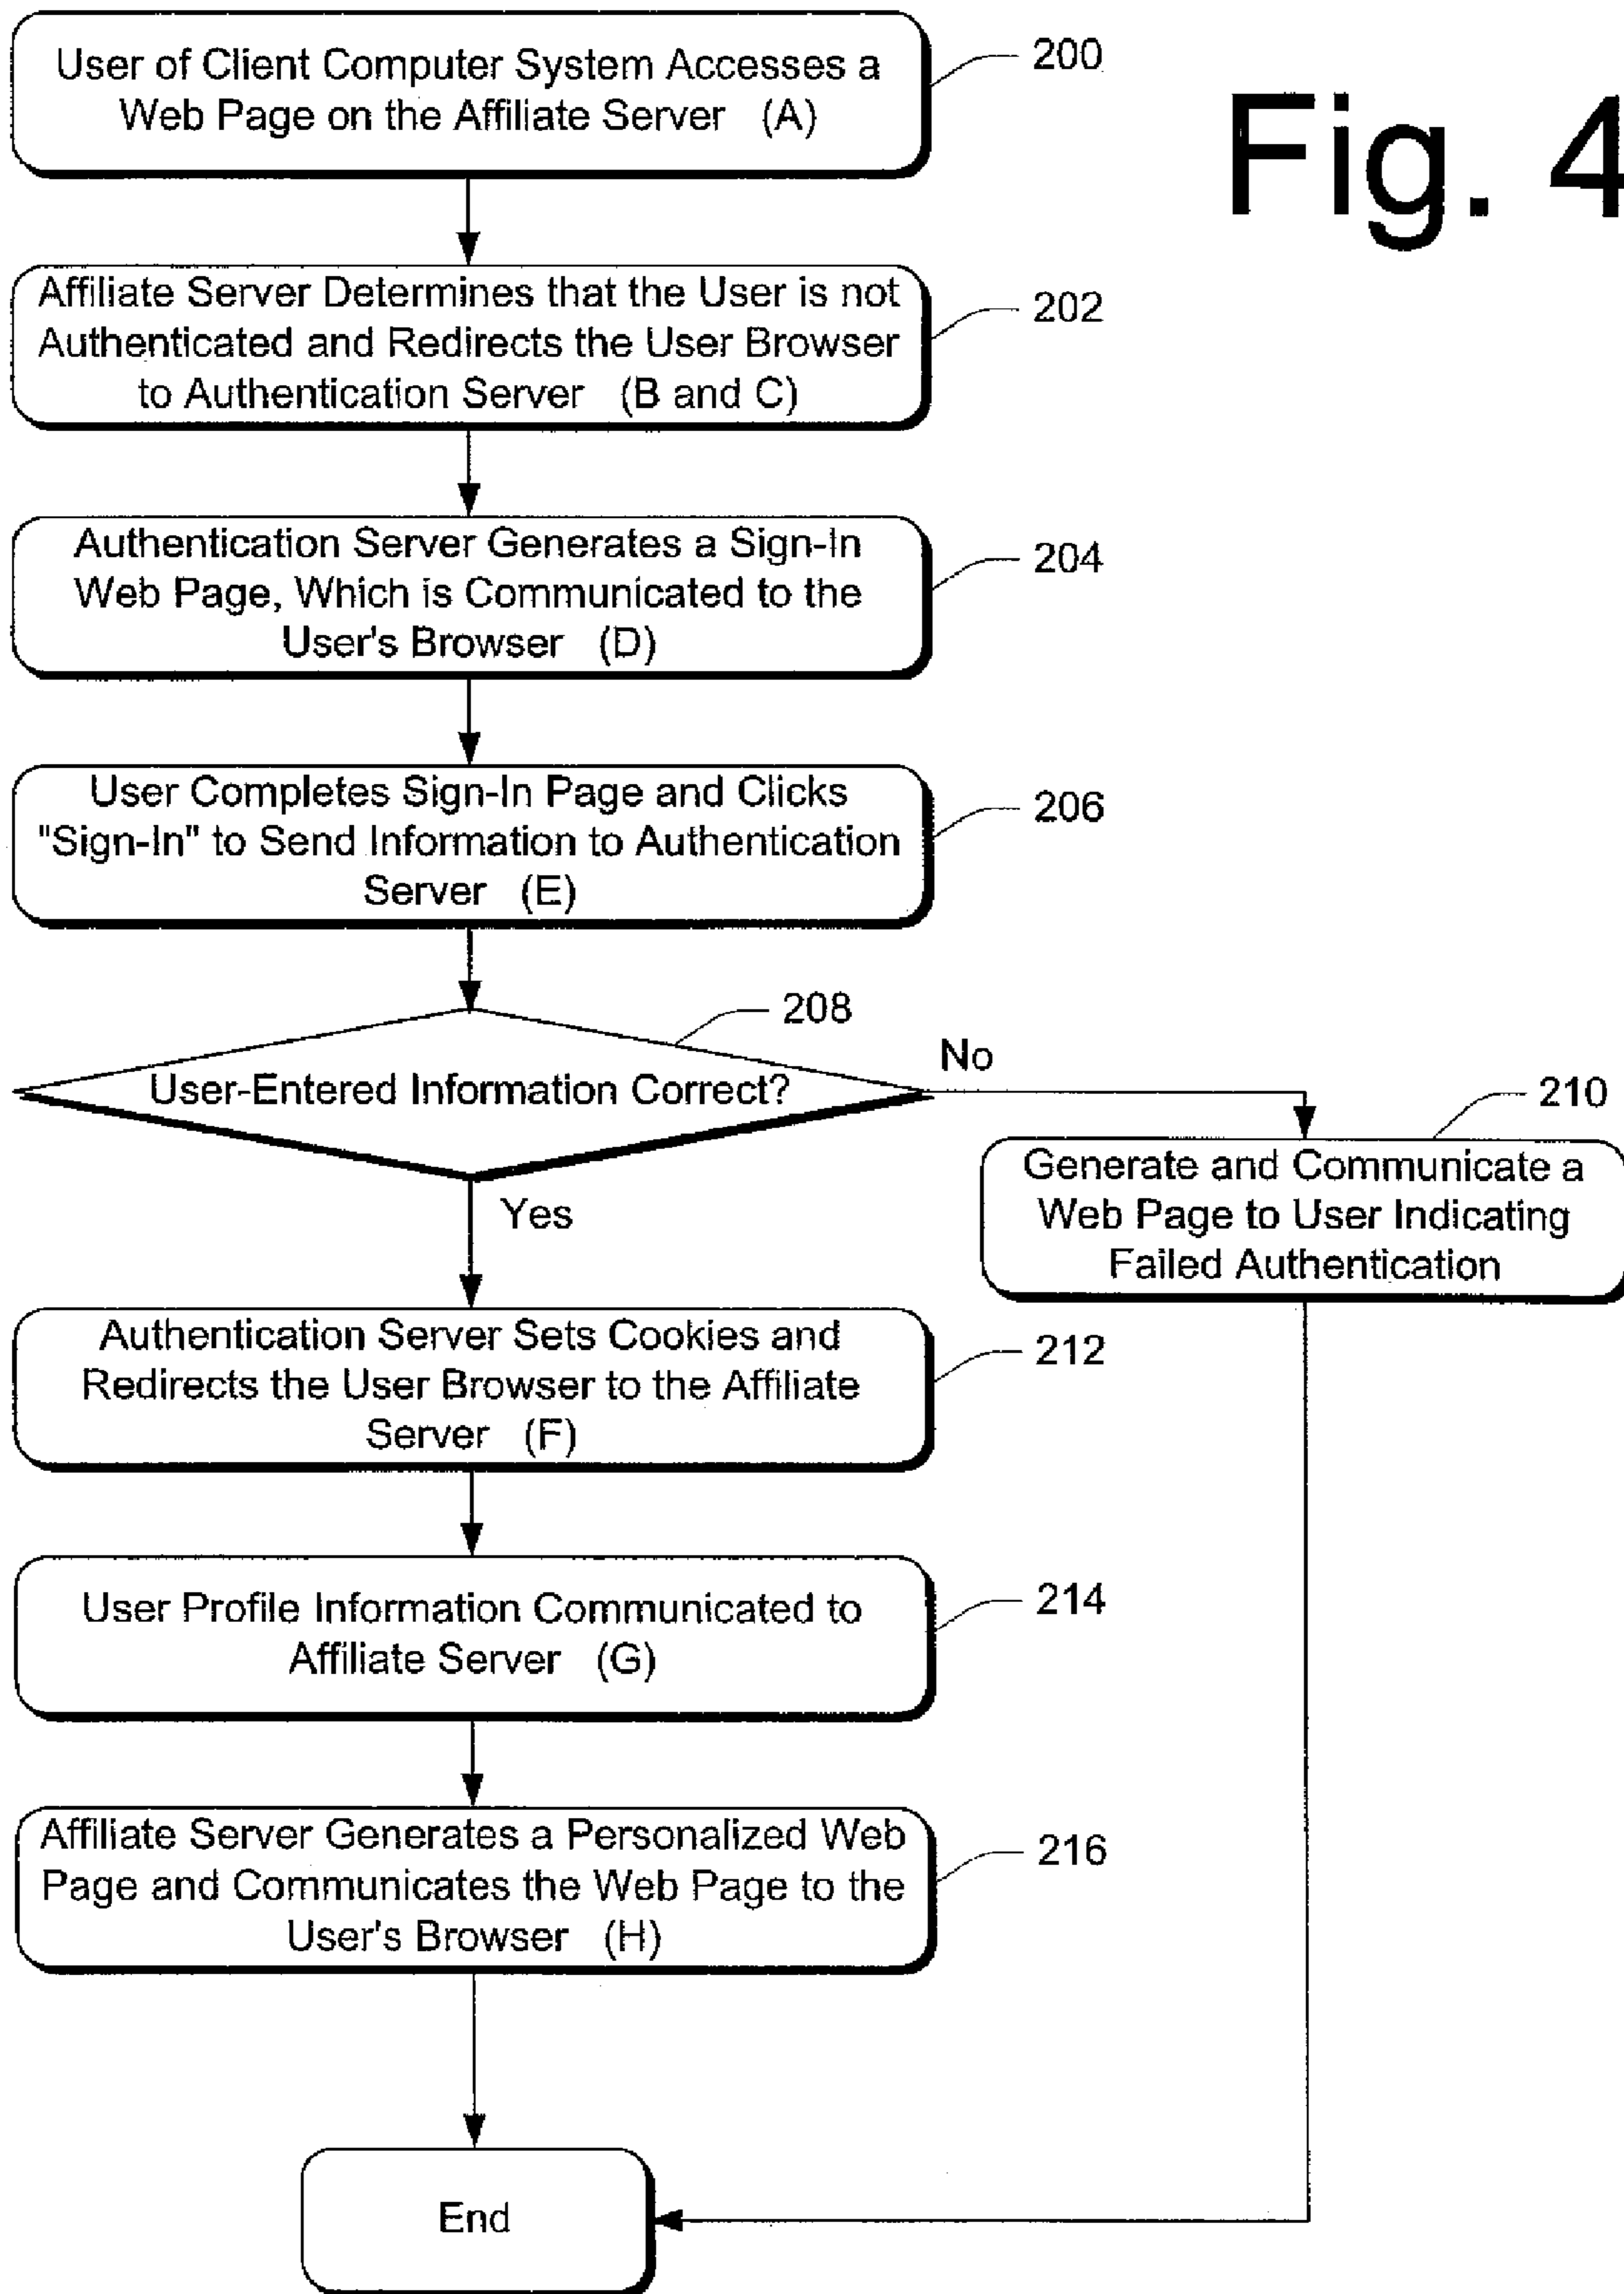 Fig. 4
User of Client Computer System Accesses a
Web Page on the Affiliate Server (A)
200
Affiliate Server Determines that the User is not
Authenticated and Redirects the User Browser
to Authentication Server (B and C)
202
Authentication Server Generates a Sign-In
Web Page, Which is Communicated to the
User's Browser (D)
204
User Completes Sign-In Page and Clicks
"Sign-In" to Send Information to Authentication
Server (E)
206
208
User-Entered Information Correct?
No
Yes
210
Generate and Communicate a
Web Page to User Indicating
Failed Authentication
Authentication Server Sets Cookies and
Redirects the User Browser to the Affiliate
Server (F)
212
User Profile Information Communicated to
Affiliate Server (G)
214
Affiliate Server Generates a Personalized Web
Page and Communicates the Web Page to the
User's Browser (H)
216
End